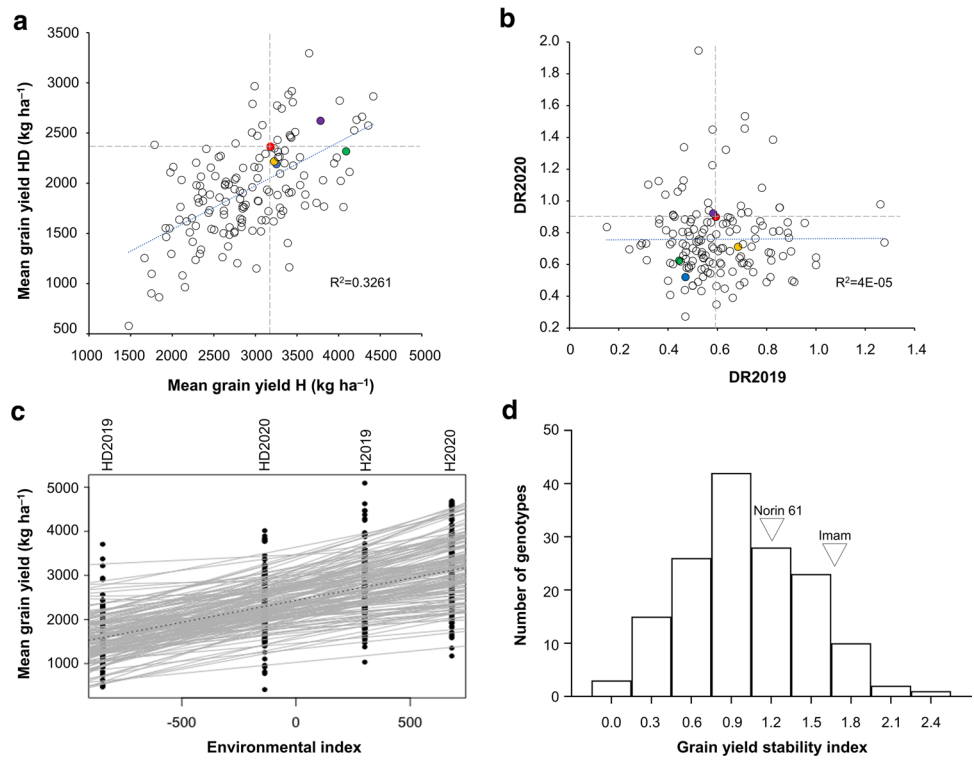 a
3500
3000
2500
2000
1500
1000
500
1000 1500 2000 2500 3000 3500 4000 4500 5000
Mean grain yield HD (kg ha⁻¹)
Mean grain yield H (kg ha⁻¹)
R²=0.3261
b
2.0
1.8
1.6
1.4
1.2
1.0
0.8
0.6
0.4
0.2
0 0.2 0.4 0.6 0.8 1.0 1.2 1.4
DR2020
DR2019
R²=4E-05
c
HD2019
HD2020
H2019
H2020
5000
4000
3000
2000
1000
-500 0 500
Mean grain yield (kg ha⁻¹)
Environmental index
d
50
40
30
20
10
0
0.0 0.3 0.6 0.9 1.2 1.5 1.8 2.1 2.4
Number of genotypes
Grain yield stability index
Norin 61
Imam